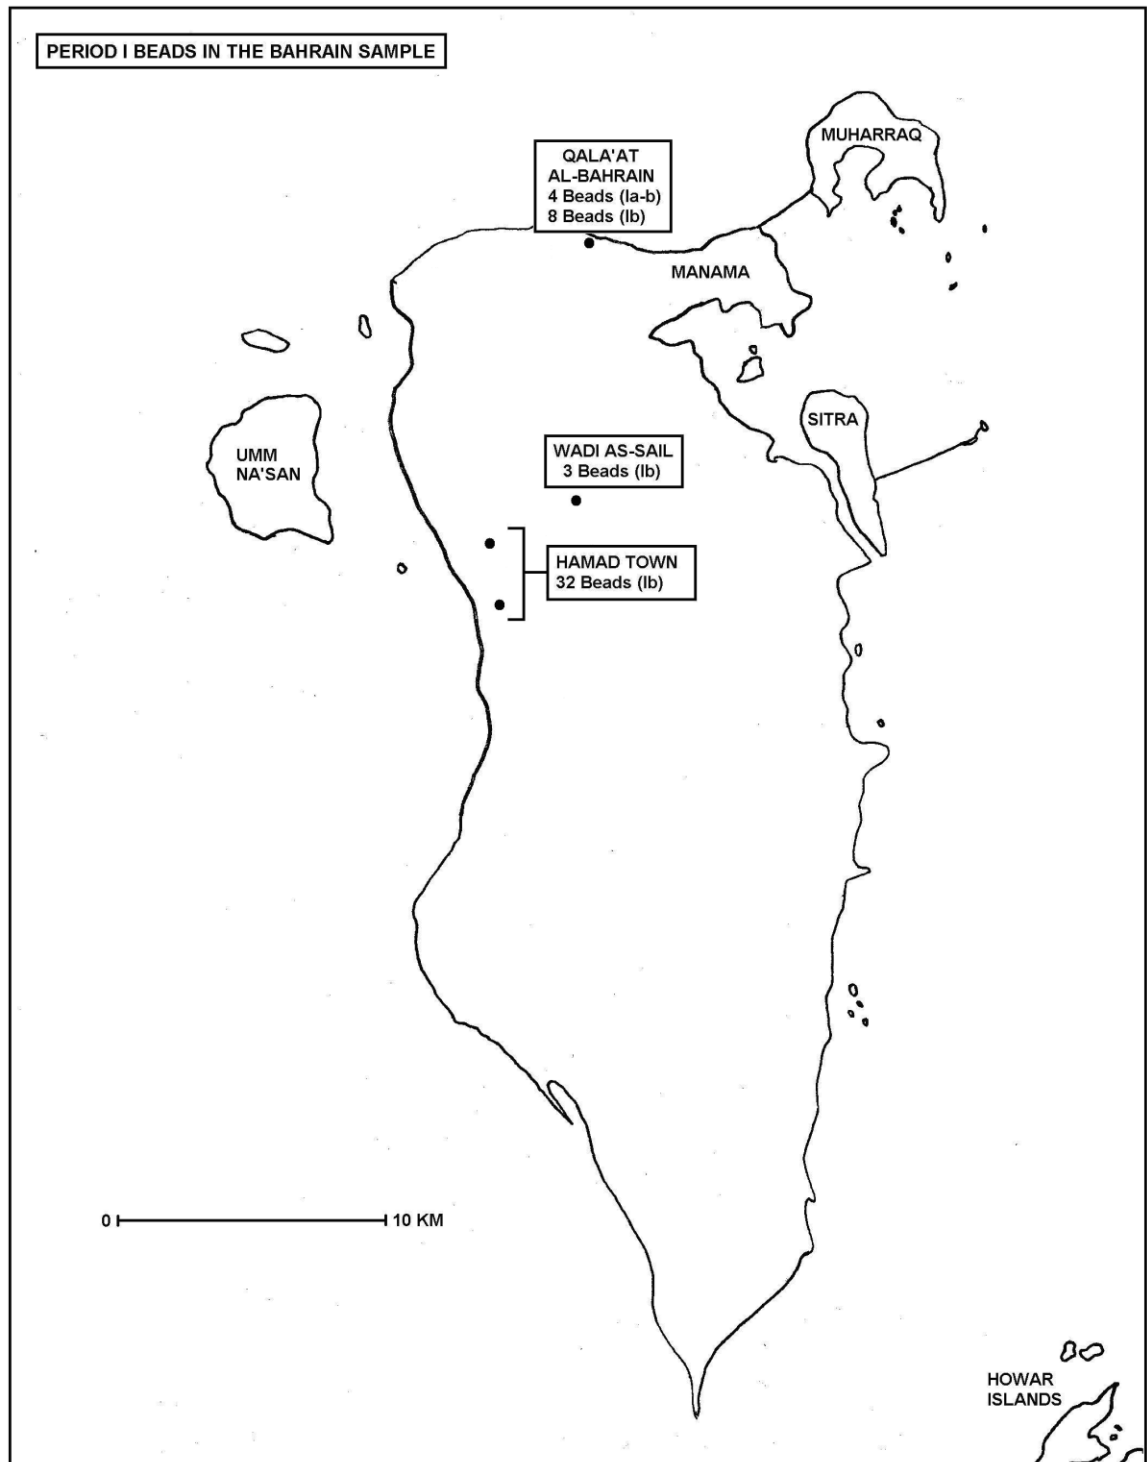 PERIOD I BEADS IN THE BAHRAIN SAMPLE
MUHARRAQ
QALA'AT
AL-BAHRAIN
4 Beads (Ia-b)
8 Beads (Ib)
MANAMA
SITRA
UMM
NA'SAN
WADI AS-SAIL
3 Beads (Ib)
HAMAD TOWN
32 Beads (Ib)
0
10 KM
HOWAR
ISLANDS